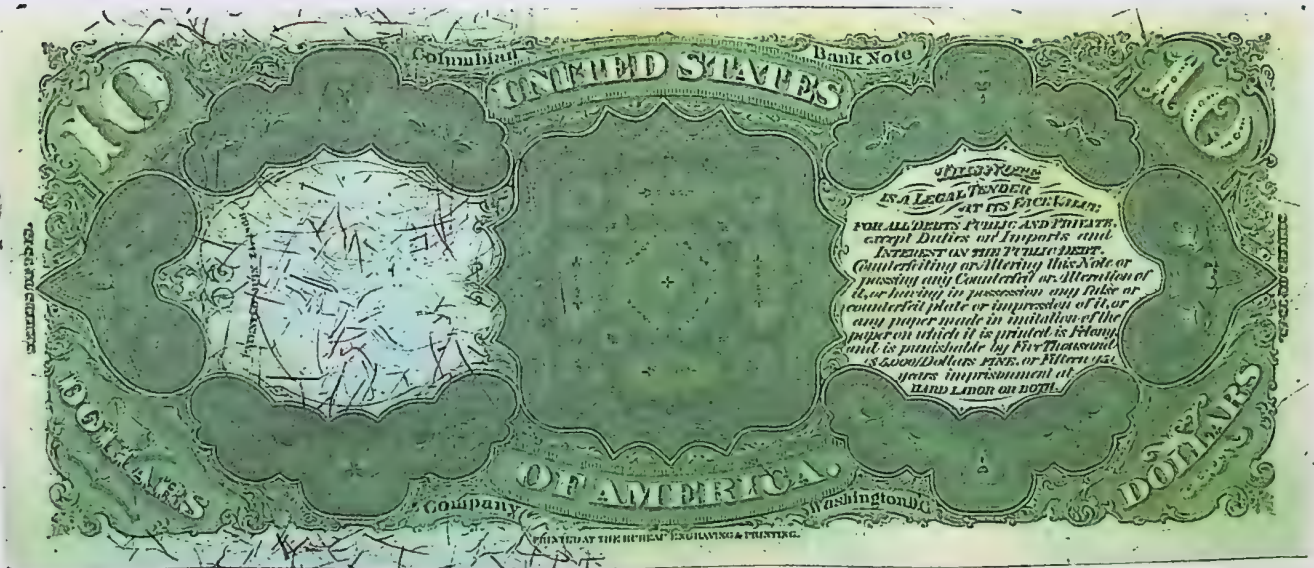 Columbian
Bank Note
UNITED STATES
10
10
THIS NOTE
IS A LEGAL TENDER
AT ITS FACE VALUE
FOR ALL DEBTS PUBLIC AND PRIVATE,
except Duties on Imports and
INTEREST ON THE PUBLIC DEBT.
Counterfeiting or Altering this Note or
passing any Counterfeit or Alteration of
it, or having in possession any false or
counterfeit plate or impression of it, or
any paper made in imitation of the
paper on which it is printed is Felony,
and is punishable by Five Thousand
Dollars FINE, or Fifteen
years imprisonment at
HARD LABOR OR BOTH.
DOLLARS
DOLLARS
OF AMERICA.
Company
Washington D.C.
PRINTED AT THE BUREAU ENGRAVING & PRINTING.